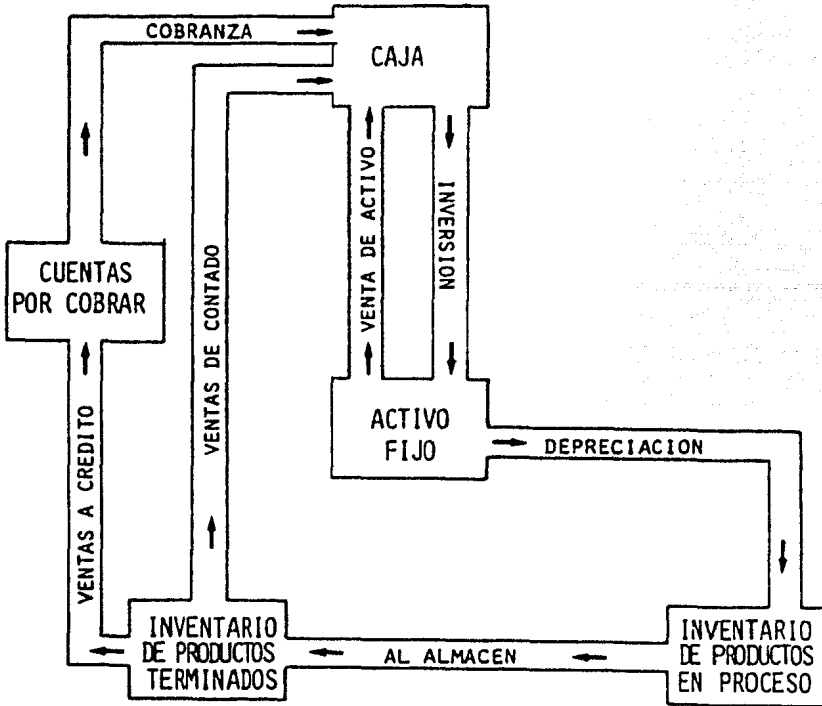 COBRANZA
CAJA
VENTA DE ACTIVO
INVERSION
CUENTAS
POR COBRAR
VENTAS DE CONTADO
VENTAS A CREDITO
ACTIVO
FIJO
DEPRECIACION
INVENTARIO
DE PRODUCTOS
TERMINADOS
AL ALMACEN
INVENTARIO
DE PRODUCTOS
EN PROCESO